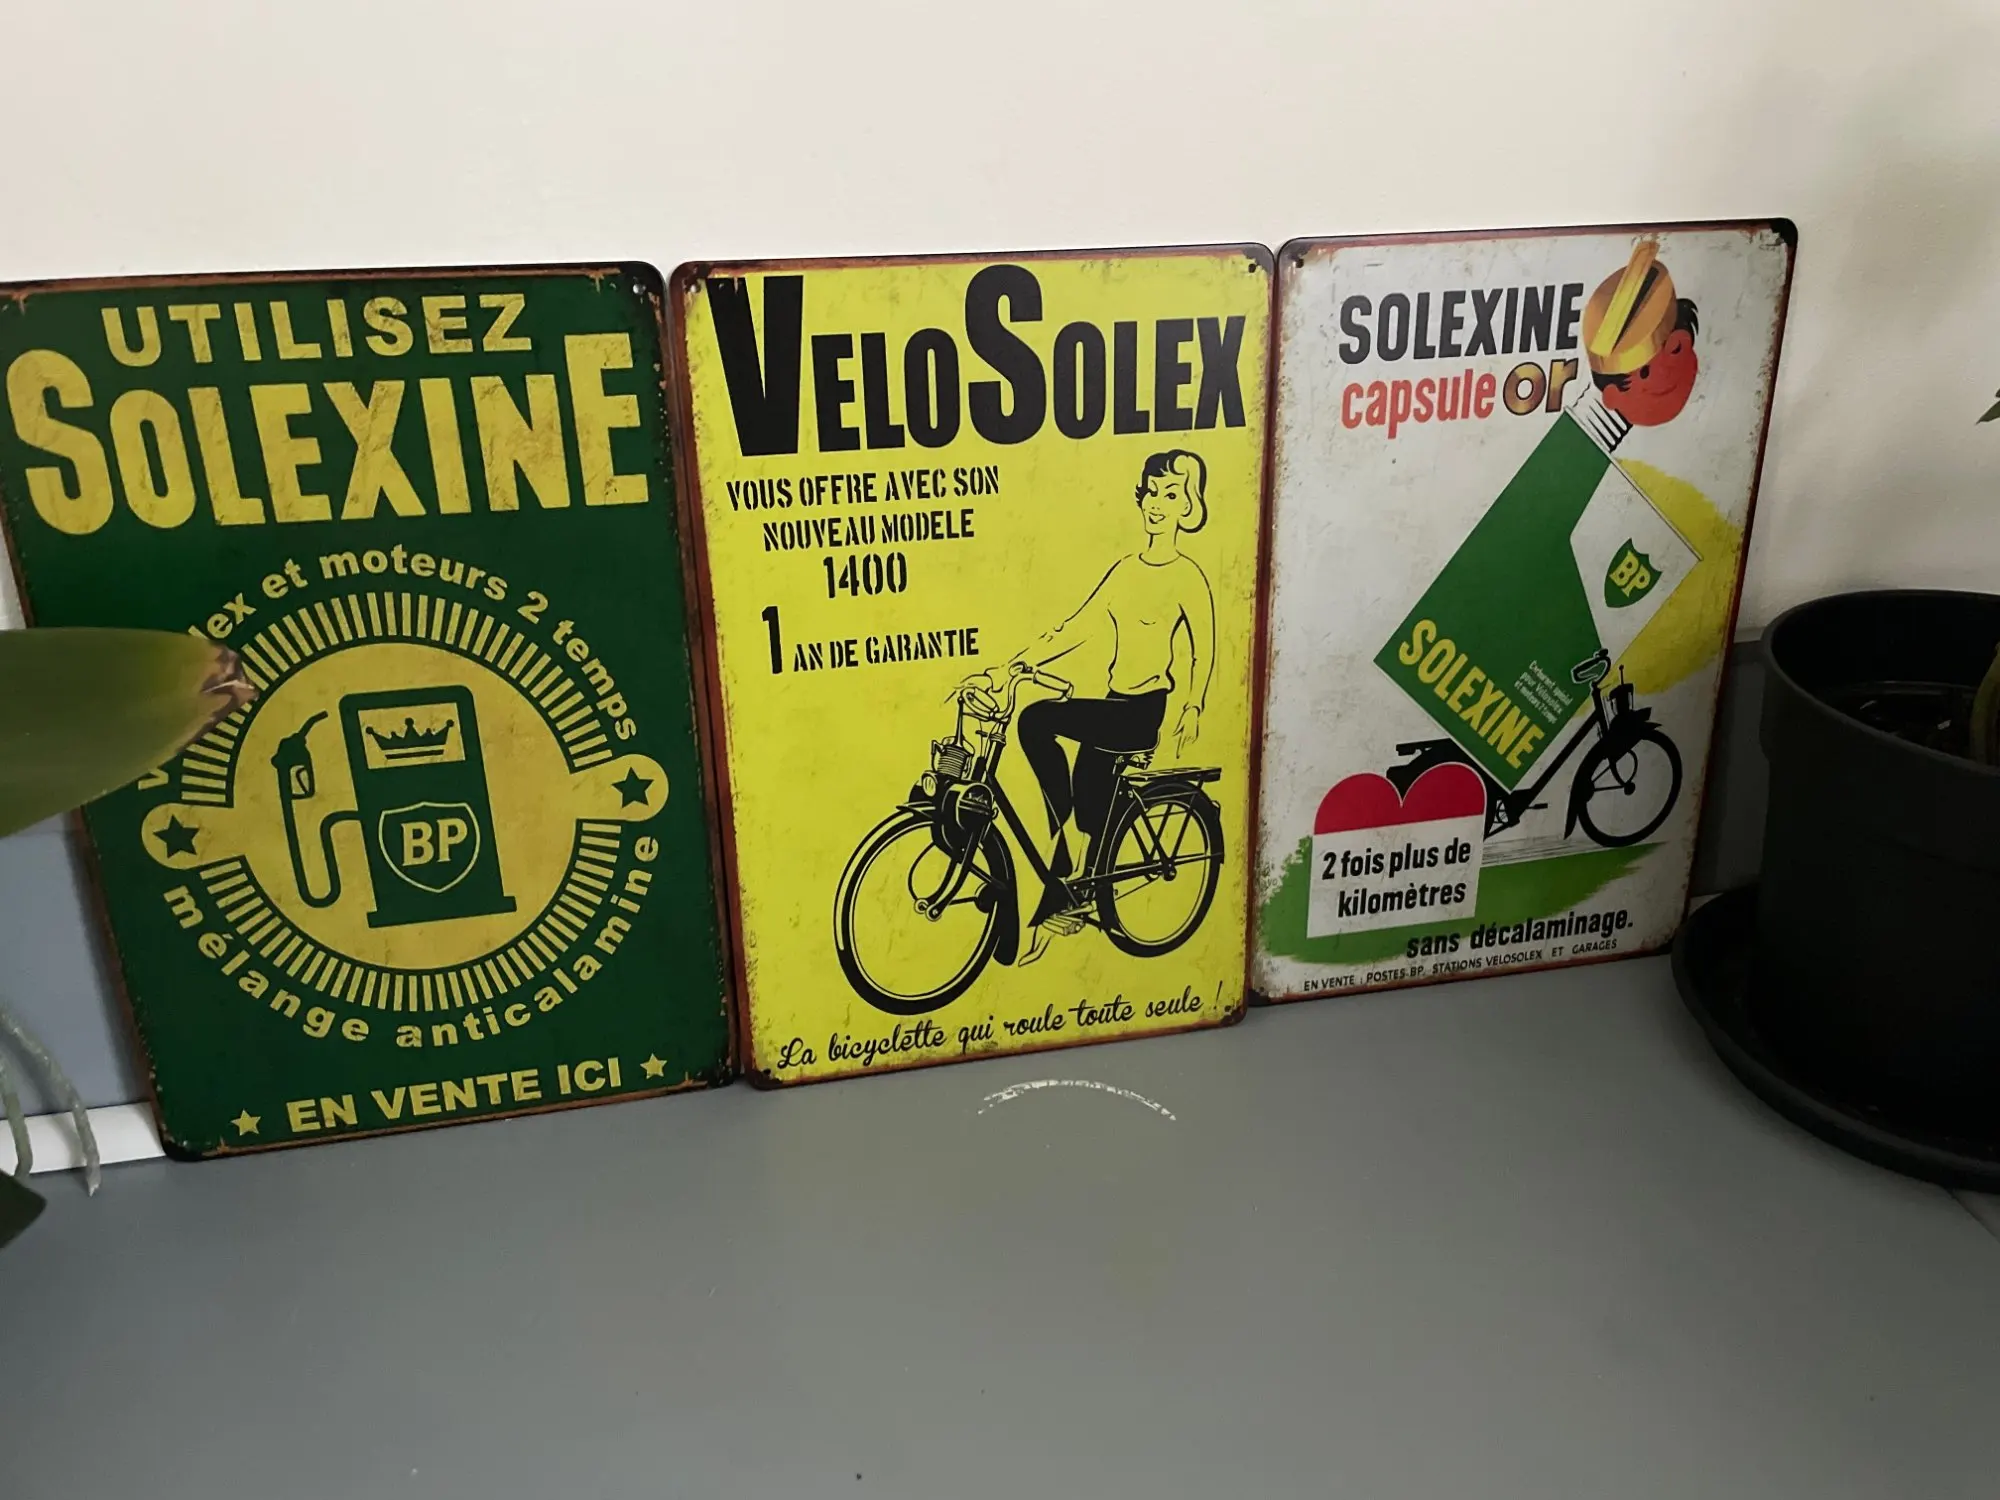 UTILISEZ
SOLEXINE
et moteurs 2 temps
BP
mélange anticalamine
EN VENTE ICI
VELOSOLEX
VOUS OFFRE AVEC SON
NOUVEAU MODELE
1400
1 AN DE GARANTIE
La bicyclette qui roule toute seule !
SOLEXINE
capsule or
BP
SOLEXINE
2 fois plus de
kilomètres
sans décalaminage.
EN VENTE : POSTES-BP. STATIONS VELOSOLEX ET GARAGES